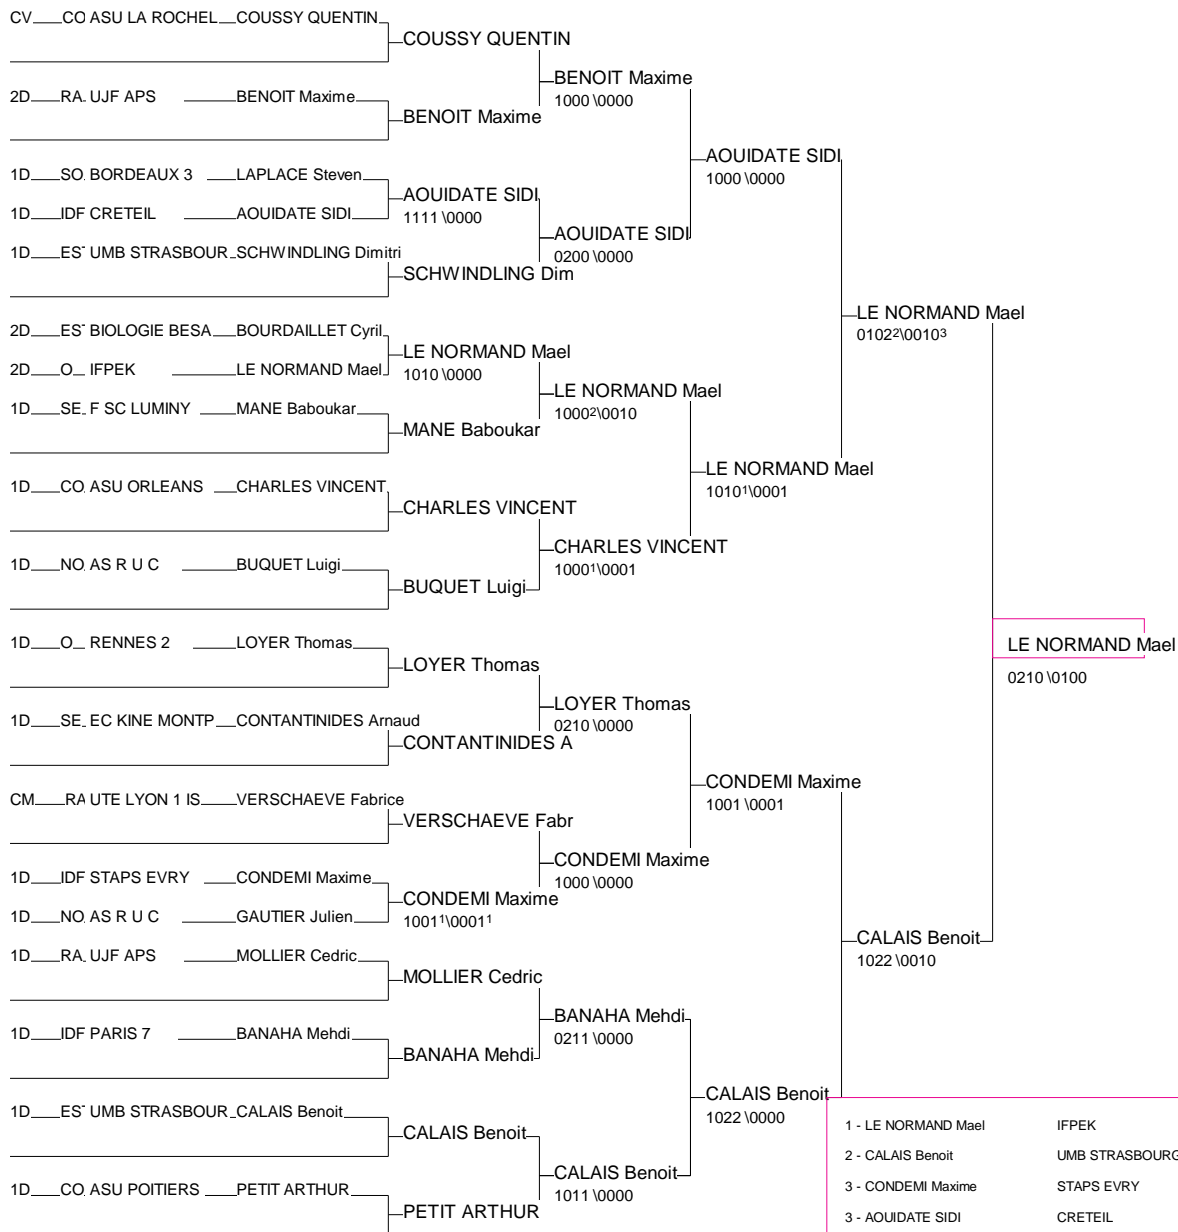 CV CO ASU LA ROCHEL COUSSY QUENTIN
COUSSY QUENTIN
BENOIT Maxime
1000 \0000
2D RA UJF APS BENOIT Maxime
BENOIT Maxime
AOUIDATE SIDI
1000 \0000
1D SO BORDEAUX 3 LAPLACE Steven
AOUIDATE SIDI
1111 \0000
1D IDF CRETEIL AOUIDATE SIDI
AOUIDATE SIDI
0200 \0000
1D ES UMB STRASBOUR SCHWINDLING Dimitri
SCHWINDLING Dim
LE NORMAND Mael
01022\00103
2D ES BIOLOGIE BESA BOURDAILLET Cyril
LE NORMAND Mael
1010 \0000
2D O IFPEK LE NORMAND Mael
LE NORMAND Mael
10002\0010
1D SE F SC LUMINY MANE Baboukar
MANE Baboukar
LE NORMAND Mael
10101\0001
1D CO ASU ORLEANS CHARLES VINCENT
CHARLES VINCENT
CHARLES VINCENT
10001\0001
1D NO AS R U C BUQUET Luigi
BUQUET Luigi
1D O RENNES 2 LOYER Thomas
LE NORMAND Mael
0210 \0100
LOYER Thomas
LOYER Thomas
0210 \0000
1D SE EC KINE MONTP CONTANTINIDES Arnaud
CONTANTINIDES A
CONDEMI Maxime
1001 \0001
CM RA UTE LYON 1 IS VERSCHAEVE Fabrice
VERSCHAEVE Fabr
CONDEMI Maxime
1000 \0000
1D IDF STAPS EVRY CONDEMI Maxime
CONDEMI Maxime
10011\00011
1D NO AS R U C GAUTIER Julien
CALAIS Benoit
1022 \0010
1D RA UJF APS MOLLIER Cedric
MOLLIER Cedric
BANAHA Mehdi
0211 \0000
1D IDF PARIS 7 BANAHA Mehdi
BANAHA Mehdi
CALAIS Benoit
1022 \0000
1D ES UMB STRASBOUR CALAIS Benoit
CALAIS Benoit
CALAIS Benoit
1011 \0000
1D CO ASU POITIERS PETIT ARTHUR
PETIT ARTHUR
1 - LE NORMAND Mael IFPEK
2 - CALAIS Benoit UMB STRASBOURG
3 - CONDEMI Maxime STAPS EVRY
3 - AOUIDATE SIDI CRETEIL